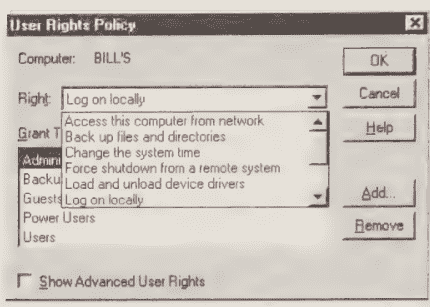 User Rights Policy
Computer: BILL'S
OK
Right: Log on locally
Cancel
Access this computer from network
Grant T
Back up files and directories
Help
Change the system time
Admini
Force shutdown from a remote system
Backu
Load and unload device drivers
Guests
Log on locally
Add...
Power Users
Remove
Users
Show Advanced User Rights